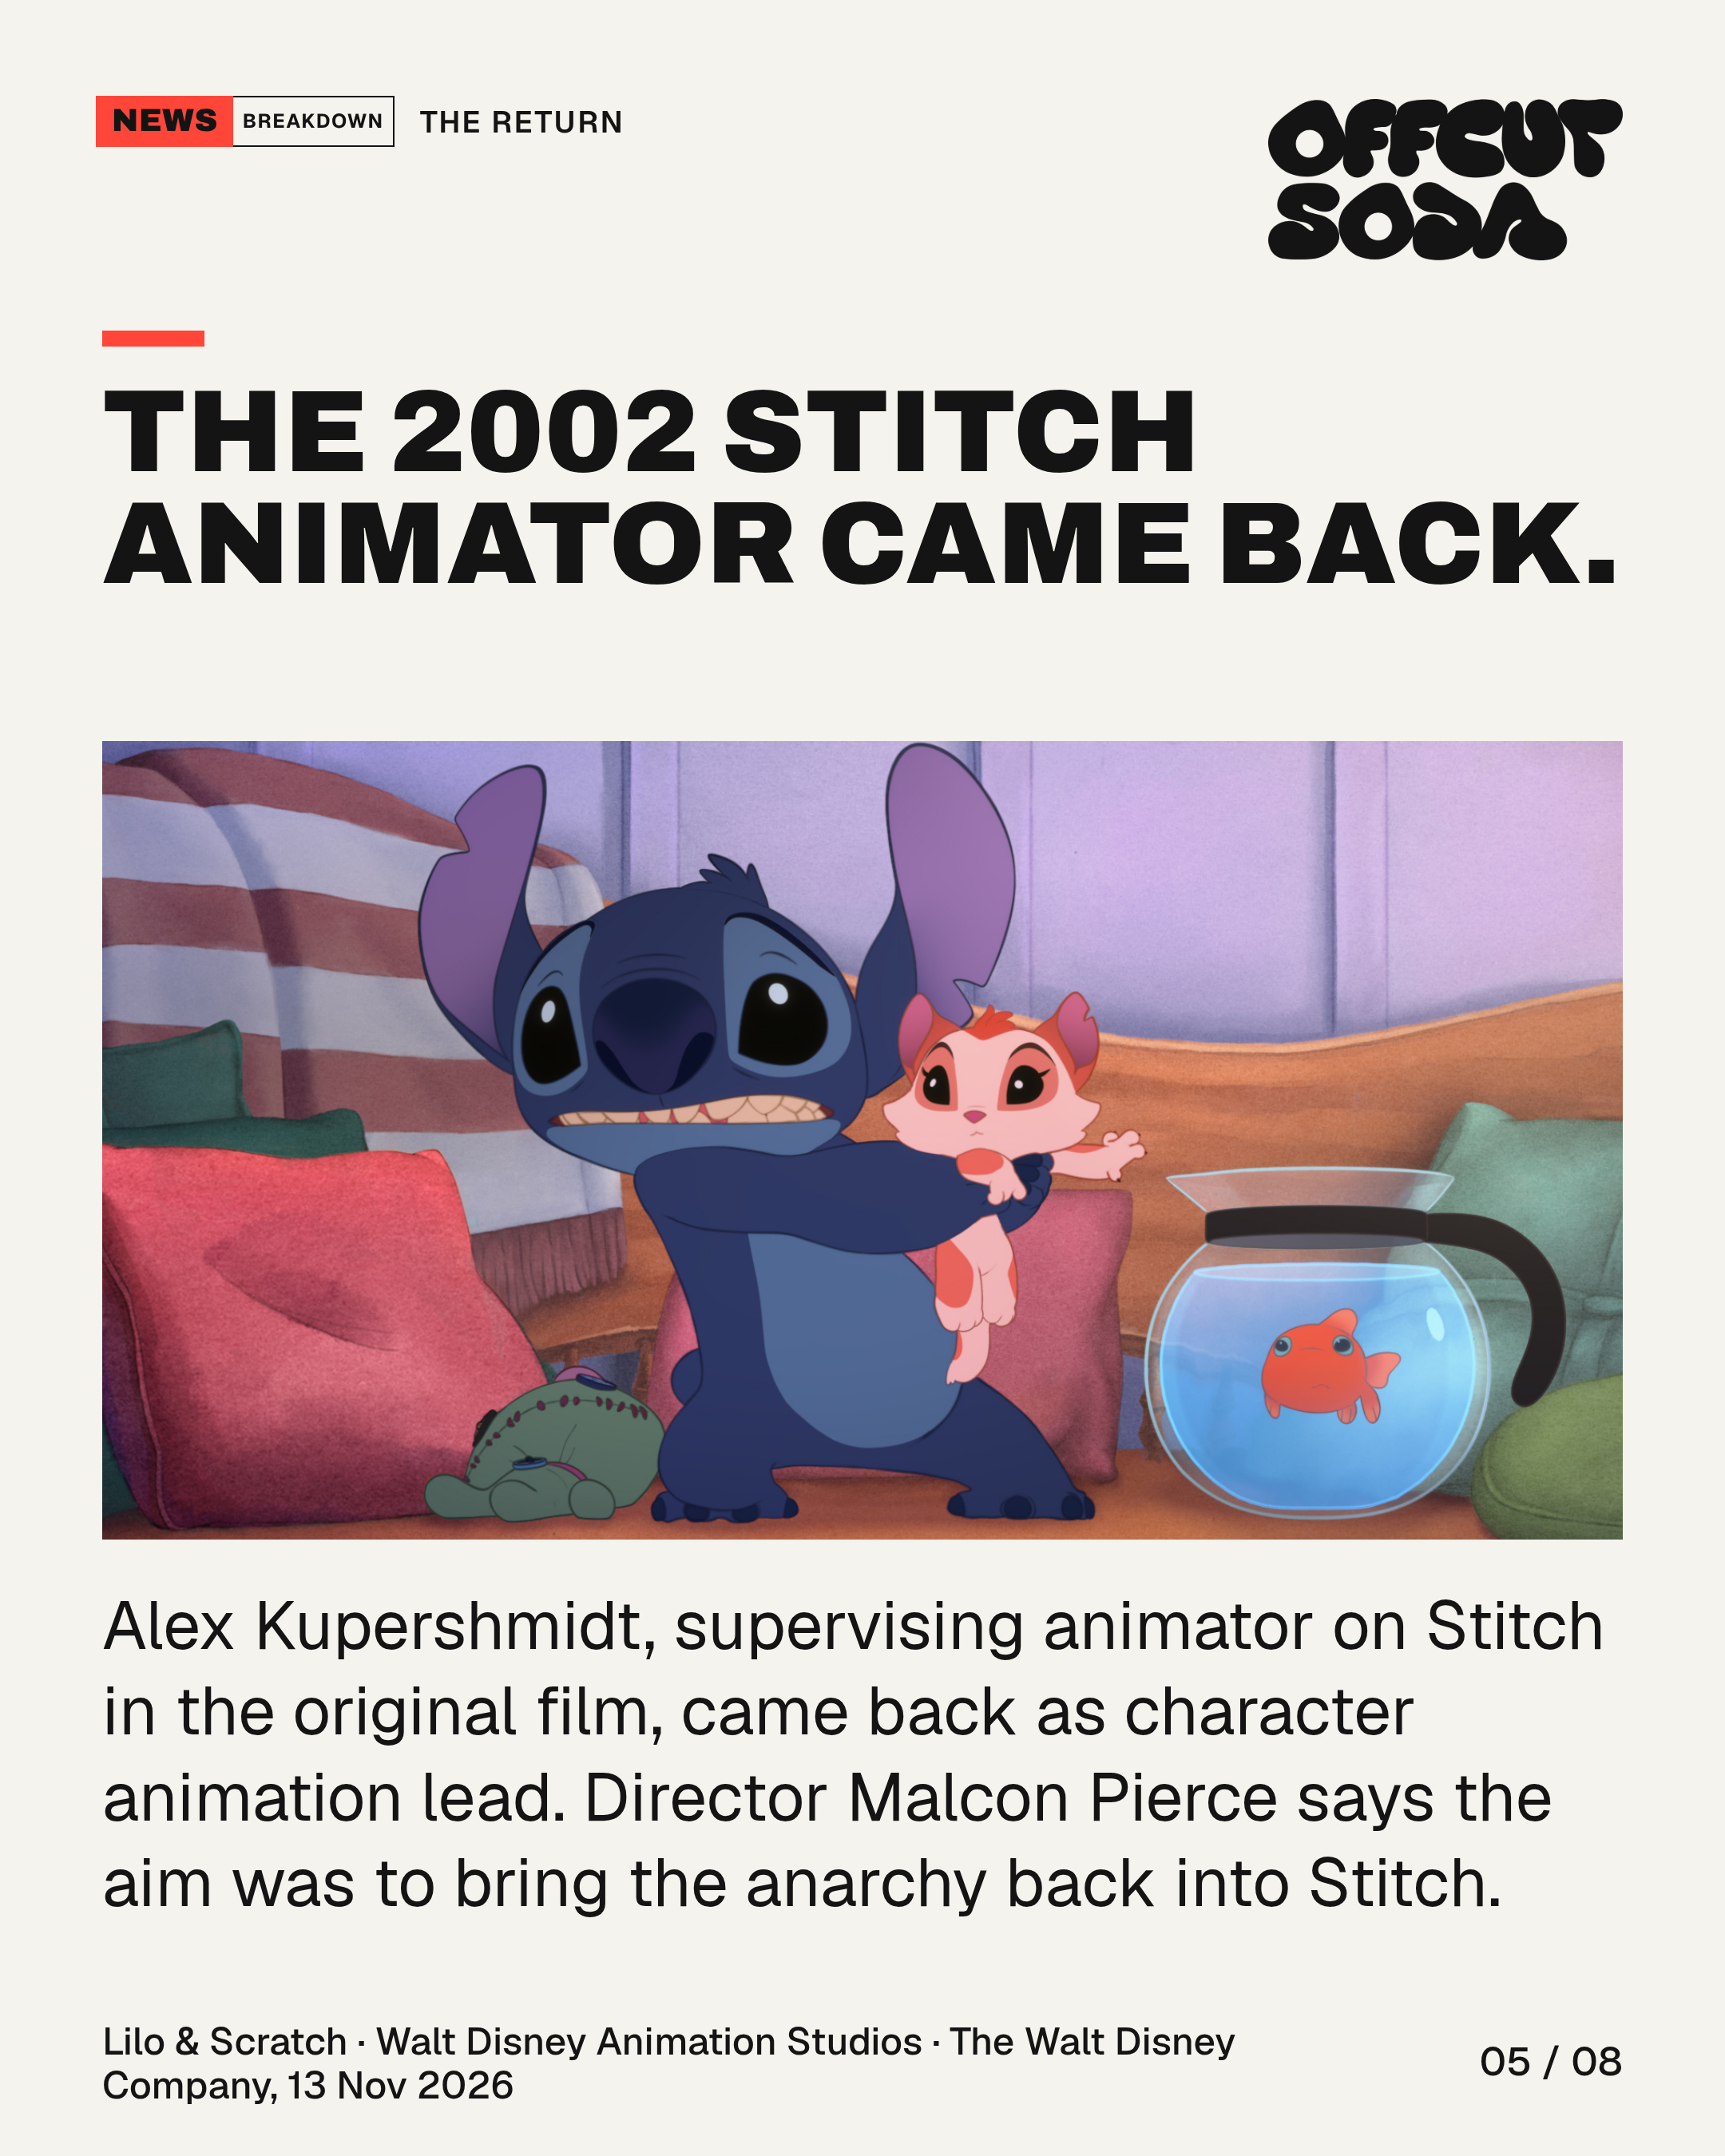 NEWS BREAKDOWN THE RETURN
OFFCUT
SODA
THE 2002 STITCH
ANIMATOR CAME BACK.
Alex Kupershmidt, supervising animator on Stitch
in the original film, came back as character
animation lead. Director Malcon Pierce says the
aim was to bring the anarchy back into Stitch.
Lilo & Scratch · Walt Disney Animation Studios · The Walt Disney
Company, 13 Nov 2026
05 / 08